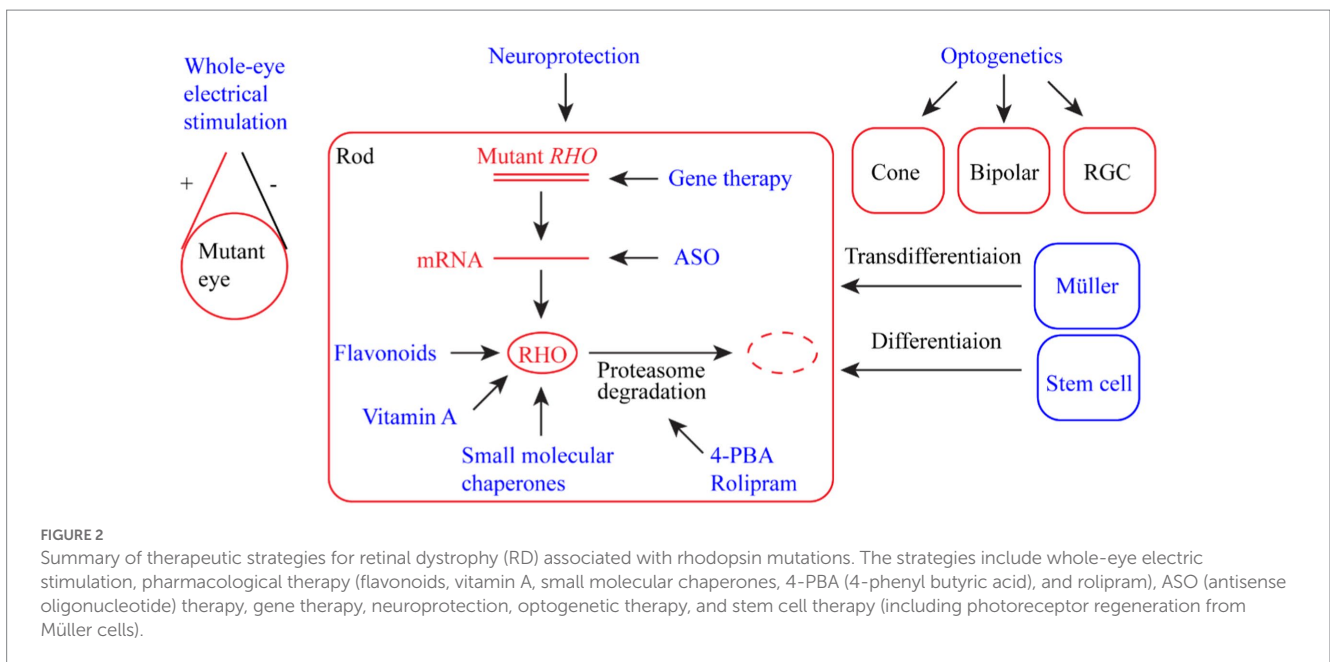 Whole-eye
electrical
stimulation
+
-
Mutant
eye
Neuroprotection
Rod
Mutant RHO
Gene therapy
mRNA
ASO
Flavonoids
RHO
Proteasome
degradation
Vitamin A
Small molecular
chaperones
4-PBA
Rolipram
Optogenetics
Cone
Bipolar
RGC
Transdifferentiaion
Müller
Differentiaion
Stem cell
FIGURE 2
Summary of therapeutic strategies for retinal dystrophy (RD) associated with rhodopsin mutations. The strategies include whole-eye electric
stimulation, pharmacological therapy (flavonoids, vitamin A, small molecular chaperones, 4-PBA (4-phenyl butyric acid), and rolipram), ASO (antisense
oligonucleotide) therapy, gene therapy, neuroprotection, optogenetic therapy, and stem cell therapy (including photoreceptor regeneration from
Müller cells).